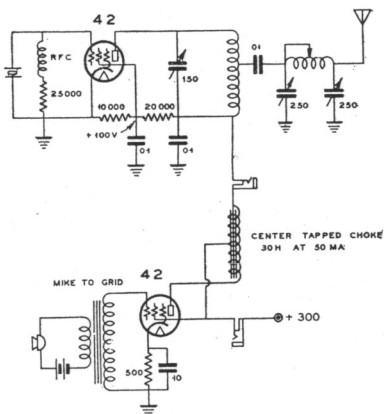 42
RFC
25000
10000
20000
+ 100V
150
01
01
01
250
250
CENTER TAPPED CHOKE
30H AT 50 MA
MIKE TO GRID
42
500
10
+ 300